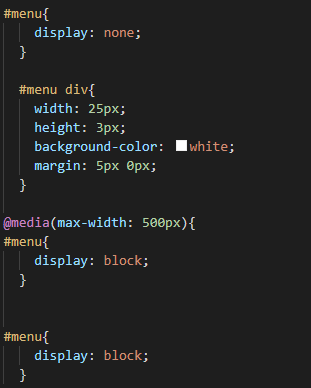 #menu{
display: none;
}
#menu div{
width: 25px;
height: 3px;
background-color: white;
margin: 5px 0px;
}
@media(max-width: 500px){
#menu{
display: block;
}
#menu{
display: block;
}